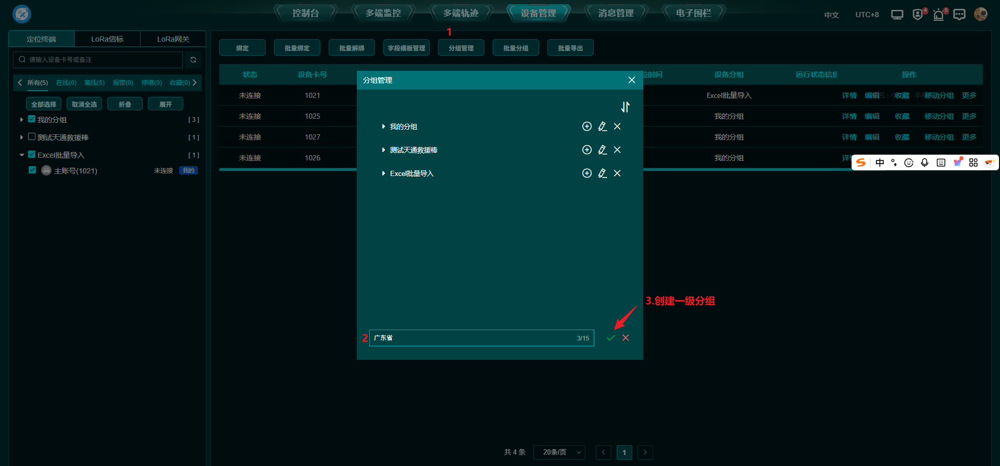 控制台
多端监控
多端轨迹
设备管理
消息管理
电子围栏
中文
UTC+8
4
5
定位终端
LoRa信标
LoRa网关
请输入设备卡号或备注
所有(5)
在线(0)
离线(5)
报警(0)
停港(0)
收藏(0)
全部选择
取消全选
折叠
展开
我的分组
[ 3 ]
测试天通救援棒
[ 1 ]
Excel批量导入
[ 1 ]
主账号(1021)
未连接
我的
1
绑定
批量绑定
批量解绑
字段模板管理
分组管理
批量分组
批量导出
状态
设备卡号
位时间
设备分组
运行状态信息
操作
未连接
1021
Excel批量导入
详情
编辑
收藏
移动分组
更多
未连接
1025
我的分组
详情
编辑
收藏
移动分组
更多
未连接
1027
我的分组
详情
编辑
收藏
移动分组
更多
未连接
1026
我的分组
中
分组管理
我的分组
测试天通救援棒
Excel批量导入
3.创建一级分组
2
广东省
3/15
共 4 条
20条/页
1